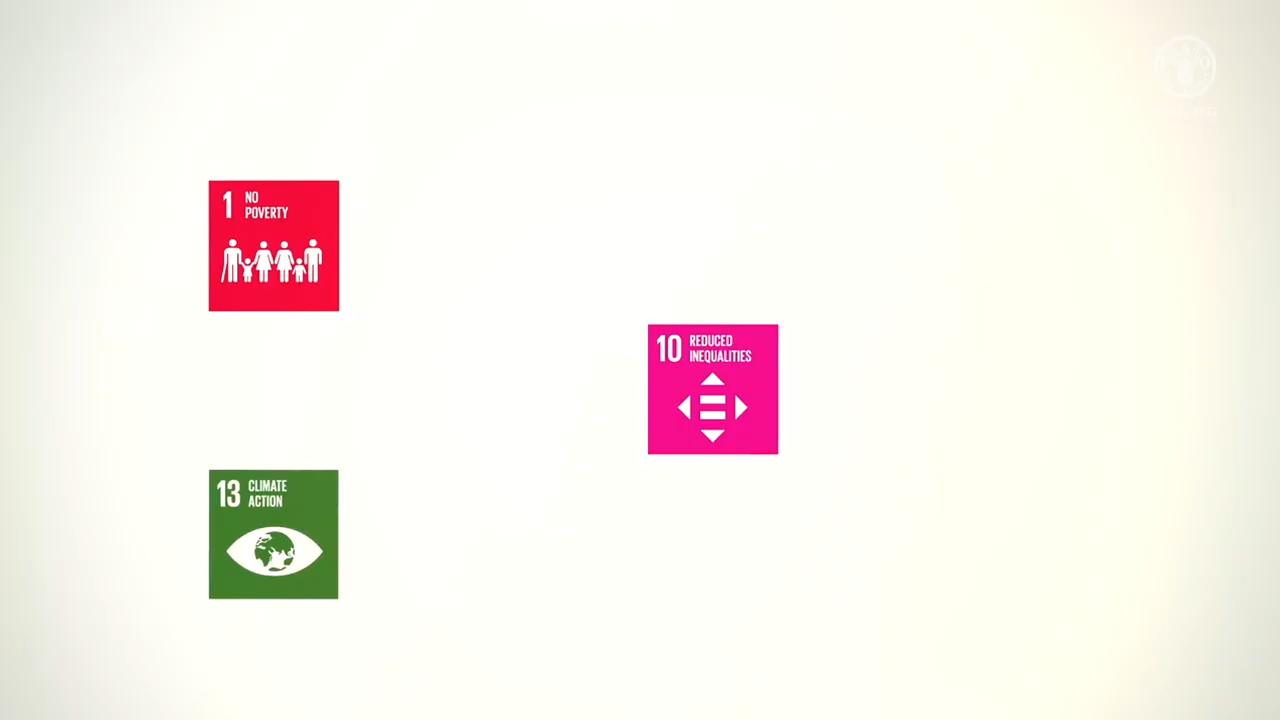 1 NO
POVERTY
10 REDUCED
INEQUALITIES
13 CLIMATE
ACTION